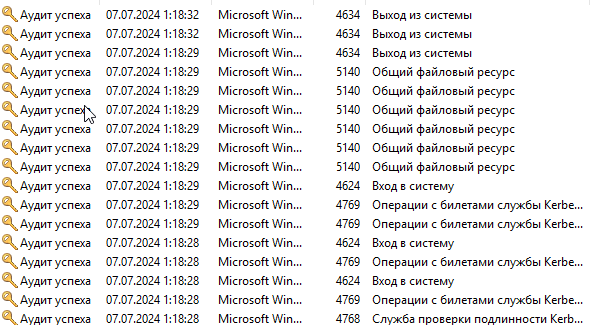 Аудит успеха 07.07.2024 1:18:32 Microsoft Win... 4634 Выход из системы
Аудит успеха 07.07.2024 1:18:32 Microsoft Win... 4634 Выход из системы
Аудит успеха 07.07.2024 1:18:29 Microsoft Win... 4634 Выход из системы
Аудит успеха 07.07.2024 1:18:29 Microsoft Win... 5140 Общий файловый ресурс
Аудит успеха 07.07.2024 1:18:29 Microsoft Win... 5140 Общий файловый ресурс
Аудит успеха 07.07.2024 1:18:29 Microsoft Win... 5140 Общий файловый ресурс
Аудит успеха 07.07.2024 1:18:29 Microsoft Win... 5140 Общий файловый ресурс
Аудит успеха 07.07.2024 1:18:29 Microsoft Win... 5140 Общий файловый ресурс
Аудит успеха 07.07.2024 1:18:29 Microsoft Win... 5140 Общий файловый ресурс
Аудит успеха 07.07.2024 1:18:29 Microsoft Win... 4624 Вход в систему
Аудит успеха 07.07.2024 1:18:29 Microsoft Win... 4769 Операции с билетами службы Kerbe...
Аудит успеха 07.07.2024 1:18:29 Microsoft Win... 4769 Операции с билетами службы Kerbe...
Аудит успеха 07.07.2024 1:18:28 Microsoft Win... 4624 Вход в систему
Аудит успеха 07.07.2024 1:18:28 Microsoft Win... 4769 Операции с билетами службы Kerbe...
Аудит успеха 07.07.2024 1:18:28 Microsoft Win... 4624 Вход в систему
Аудит успеха 07.07.2024 1:18:28 Microsoft Win... 4769 Операции с билетами службы Kerbe...
Аудит успеха 07.07.2024 1:18:28 Microsoft Win... 4768 Служба проверки подлинности Kerb...